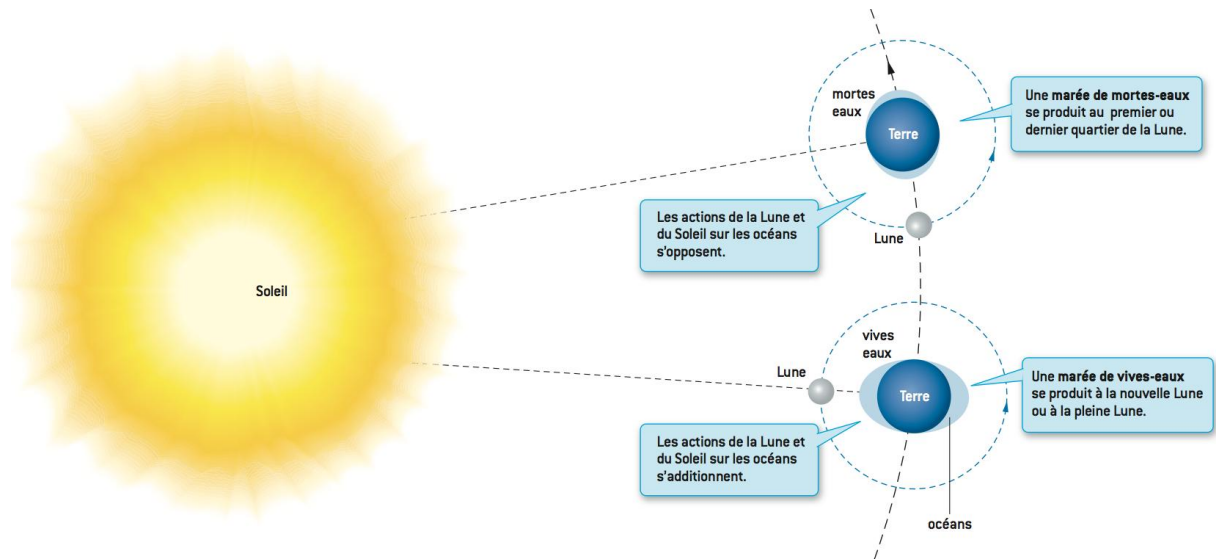 Soleil
mortes
eaux
Terre
Une marée de mortes-eaux
se produit au premier ou
dernier quartier de la Lune.
Les actions de la Lune et
du Soleil sur les océans
s'opposent.
Lune
vives
eaux
Lune
Terre
Une marée de vives-eaux
se produit à la nouvelle Lune
ou à la pleine Lune.
Les actions de la Lune et
du Soleil sur les océans
s'additionnent.
océans